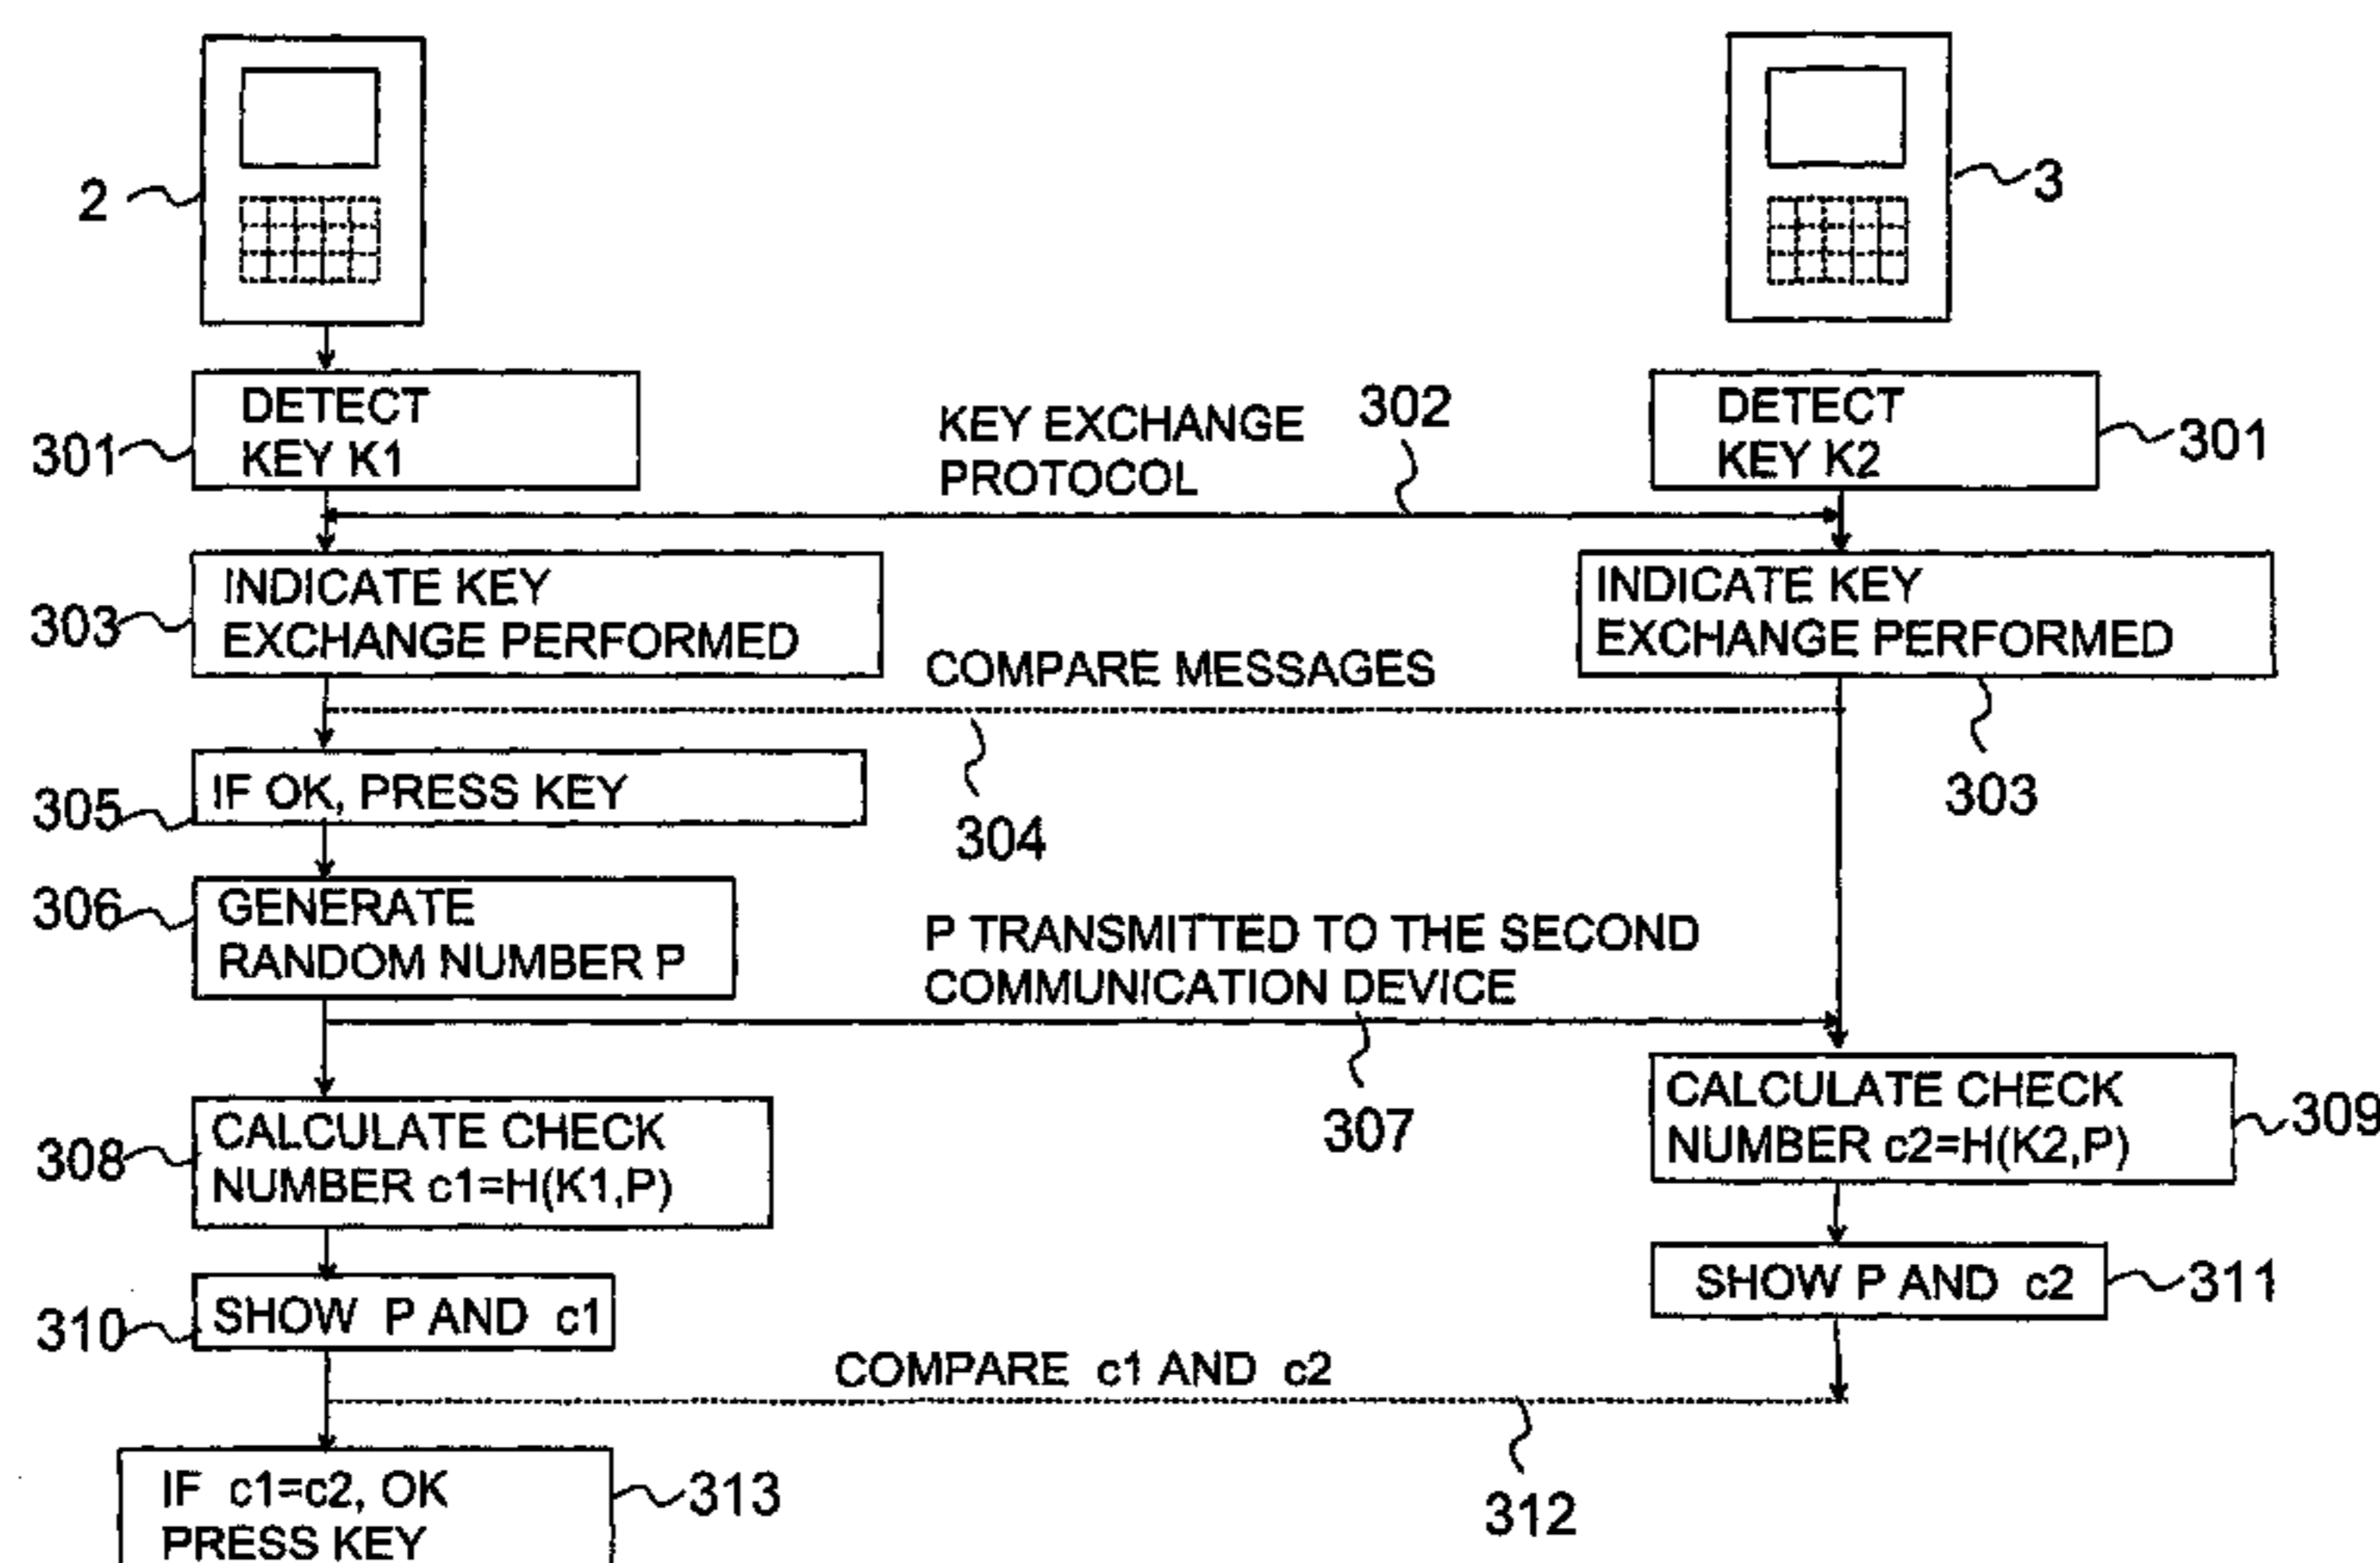 2
3
DETECT
KEY K1
301
KEY EXCHANGE
PROTOCOL
302
DETECT
KEY K2
301
INDICATE KEY
EXCHANGE PERFORMED
303
INDICATE KEY
EXCHANGE PERFORMED
303
COMPARE MESSAGES
304
IF OK, PRESS KEY
305
GENERATE
RANDOM NUMBER P
306
P TRANSMITTED TO THE SECOND
COMMUNICATION DEVICE
307
CALCULATE CHECK
NUMBER c1=H(K1,P)
308
CALCULATE CHECK
NUMBER c2=H(K2,P)
309
SHOW P AND c1
310
SHOW P AND c2
311
COMPARE c1 AND c2
312
IF c1=c2, OK
PRESS KEY
313